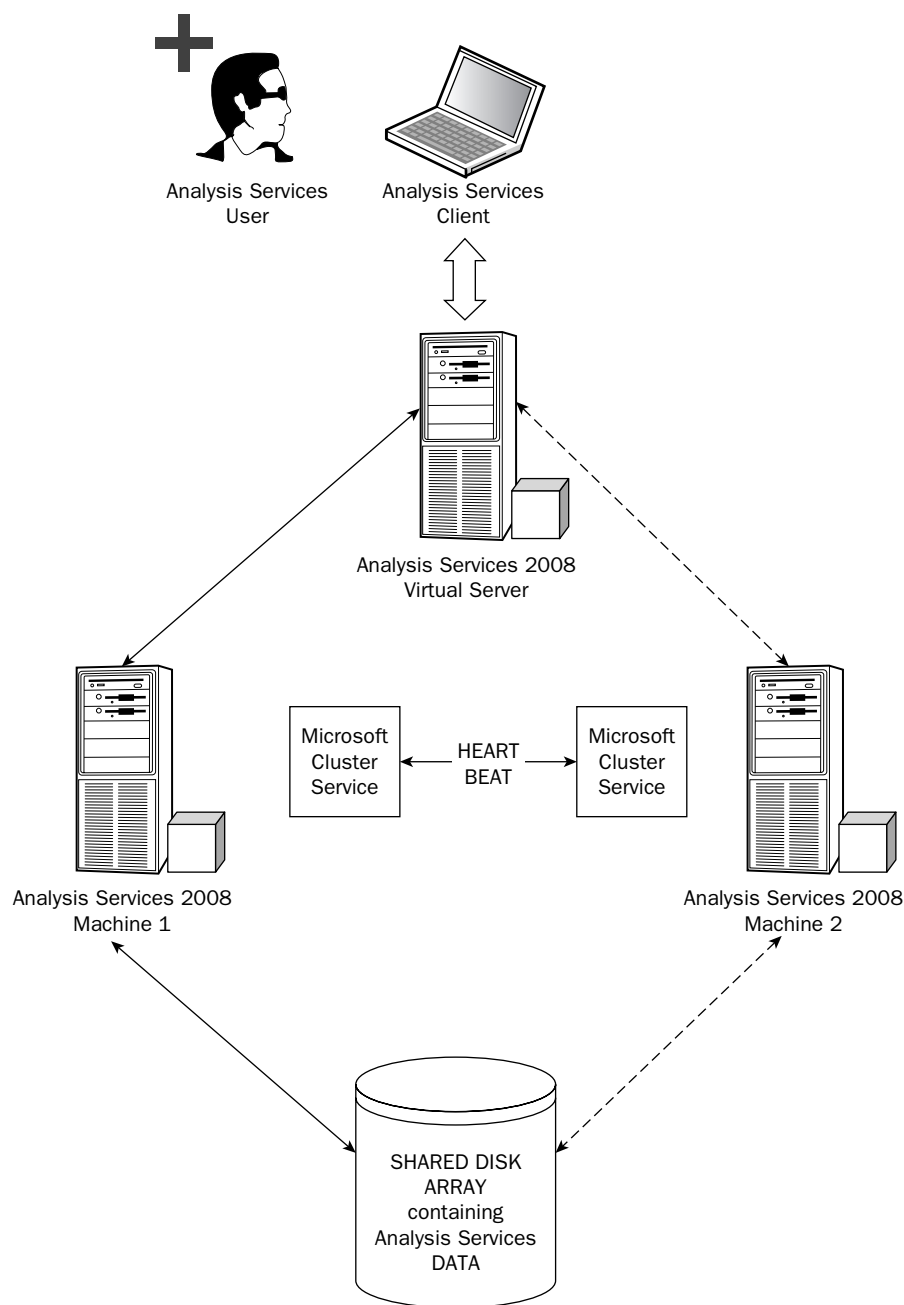 Analysis Services
User
Analysis Services
Client
Analysis Services 2008
Virtual Server
Microsoft
Cluster
Service
HEART
BEAT
Microsoft
Cluster
Service
Analysis Services 2008
Machine 1
Analysis Services 2008
Machine 2
SHARED DISK
ARRAY
containing
Analysis Services
DATA